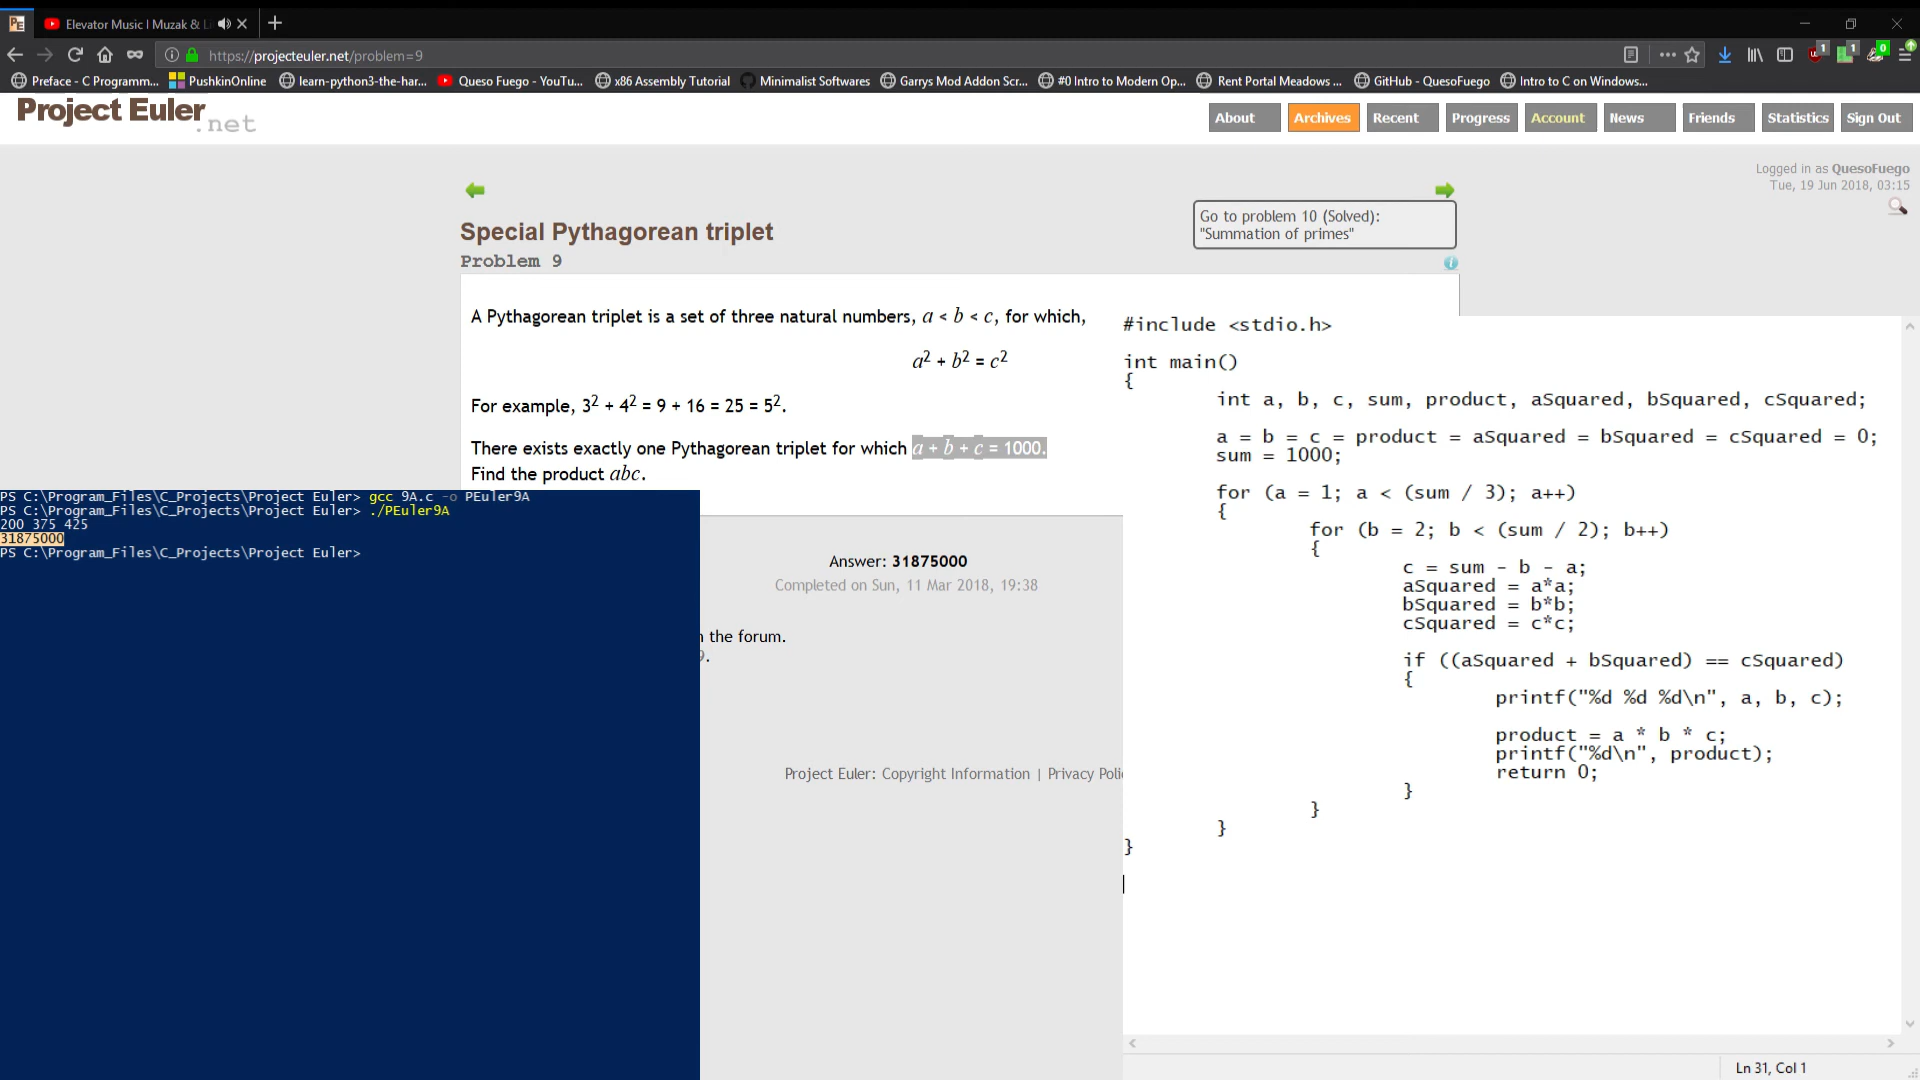 Elevator Music | Muzak &
https://projecteuler.net/problem=9
1
1
0
Preface - C Programm...
PushkinOnline
learn-python3-the-har...
Queso Fuego - YouTu...
x86 Assembly Tutorial
Minimalist Softwares
Garrys Mod Addon Scr...
#0 Intro to Modern Op...
Rent Portal Meadows ...
GitHub - QuesoFuego
Intro to C on Windows...
Project Euler.net
About
Archives
Recent
Progress
Account
News
Friends
Statistics
Sign Out
Logged in as QuesoFuego
Tue, 19 Jun 2018, 03:15
Go to problem 10 (Solved):
"Summation of primes"
Special Pythagorean triplet
Problem 9
A Pythagorean triplet is a set of three natural numbers, a < b < c, for which,
a² + b² = c²
For example, 3² + 4² = 9 + 16 = 25 = 5².
There exists exactly one Pythagorean triplet for which a + b + c = 1000.
Find the product abc.
PS C:\Program_Files\C_Projects\Project Euler> gcc 9A.c -o PEuler9A
PS C:\Program_Files\C_Projects\Project Euler> ./PEuler9A
200 375 425
31875000
PS C:\Program_Files\C_Projects\Project Euler>
Answer: 31875000
Completed on Sun, 11 Mar 2018, 19:38
the forum.
Project Euler: Copyright Information | Privacy
#include <stdio.h>
int main()
{
int a, b, c, sum, product, aSquared, bSquared, cSquared;
a = b = c = product = aSquared = bSquared = cSquared = 0;
sum = 1000;
for (a = 1; a < (sum / 3); a++)
{
for (b = 2; b < (sum / 2); b++)
{
c = sum - b - a;
aSquared = a*a;
bSquared = b*b;
cSquared = c*c;
if ((aSquared + bSquared) == cSquared)
{
printf("%d %d %d\n", a, b, c);
product = a * b * c;
printf("%d\n", product);
return 0;
}
}
}
}
Ln 31, Col 1